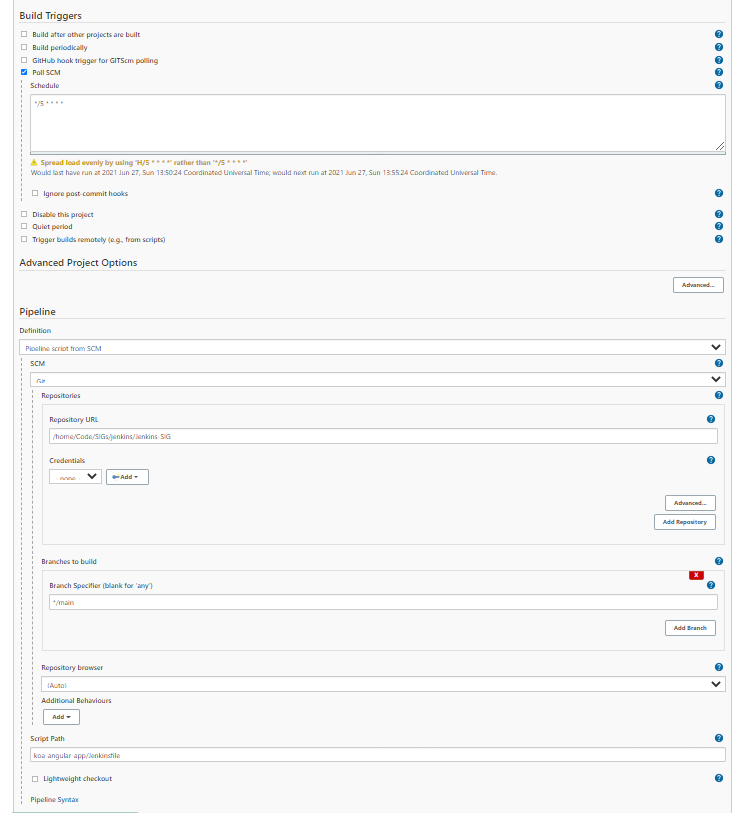 Build Triggers
Build after other projects are built
Build periodically
GitHub hook trigger for GITScm polling
Poll SCM
Schedule
*/5 * * * *
Spread load evenly by using 'H/5 * * * *' rather than '*/5 * * * *'
Would last have run at 2021 Jun 27, Sun 13:50:24 Coordinated Universal Time; would next run at 2021 Jun 27, Sun 13:55:24 Coordinated Universal Time.
Ignore post-commit hooks
Disable this project
Quiet period
Trigger builds remotely (e.g., from scripts)
Advanced Project Options
Advanced...
Pipeline
Definition
Pipeline script from SCM
SCM
Git
Repositories
Repository URL
/home/Code/SIGs/jenkins/Jenkins-SIG
Credentials
- none -
Add
Advanced...
Add Repository
Branches to build
X
Branch Specifier (blank for 'any')
*/main
Add Branch
Repository browser
(Auto)
Additional Behaviours
Add
Script Path
koa-angular-app/Jenkinsfile
Lightweight checkout
Pipeline Syntax